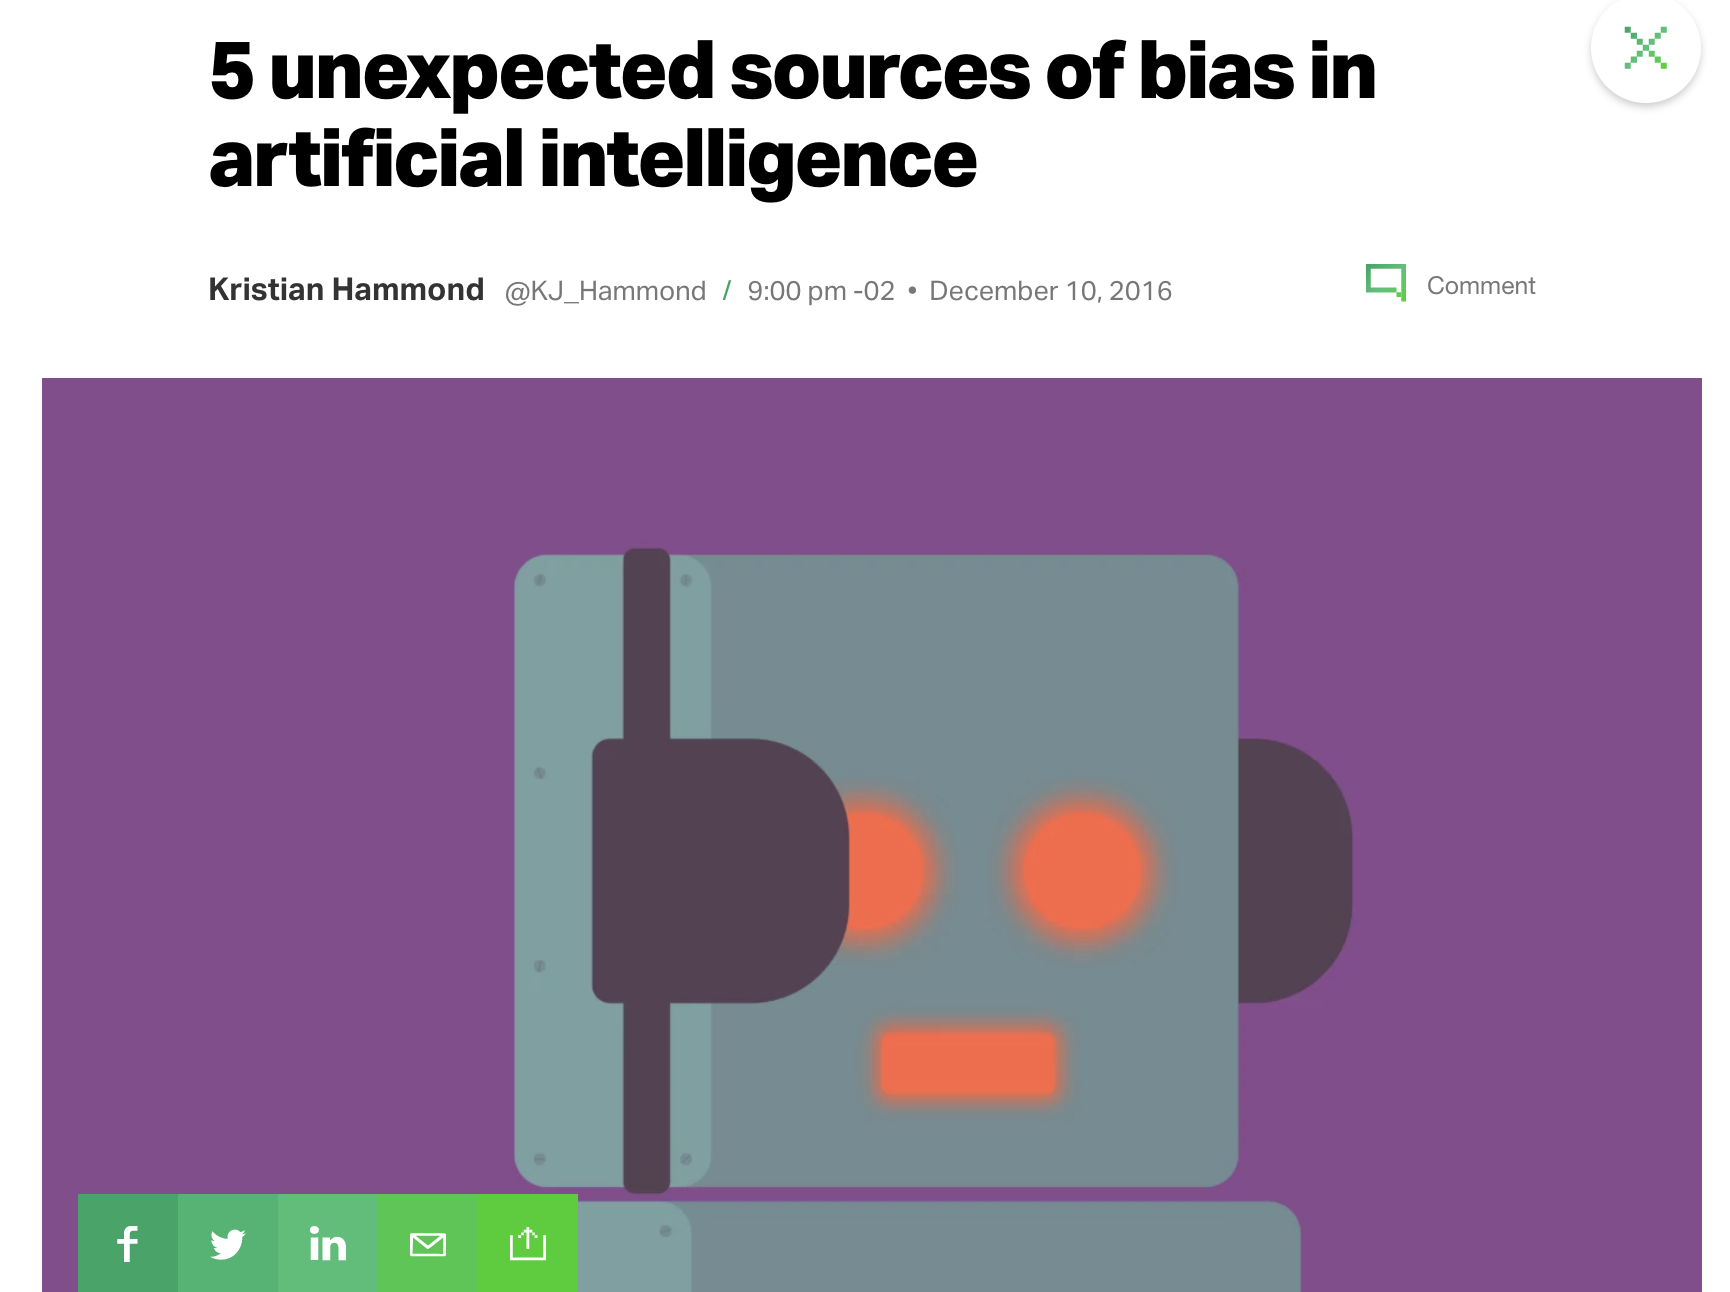 5 unexpected sources of bias in
artificial intelligence
Kristian Hammond @KJ_Hammond / 9:00 pm -02 • December 10, 2016
Comment